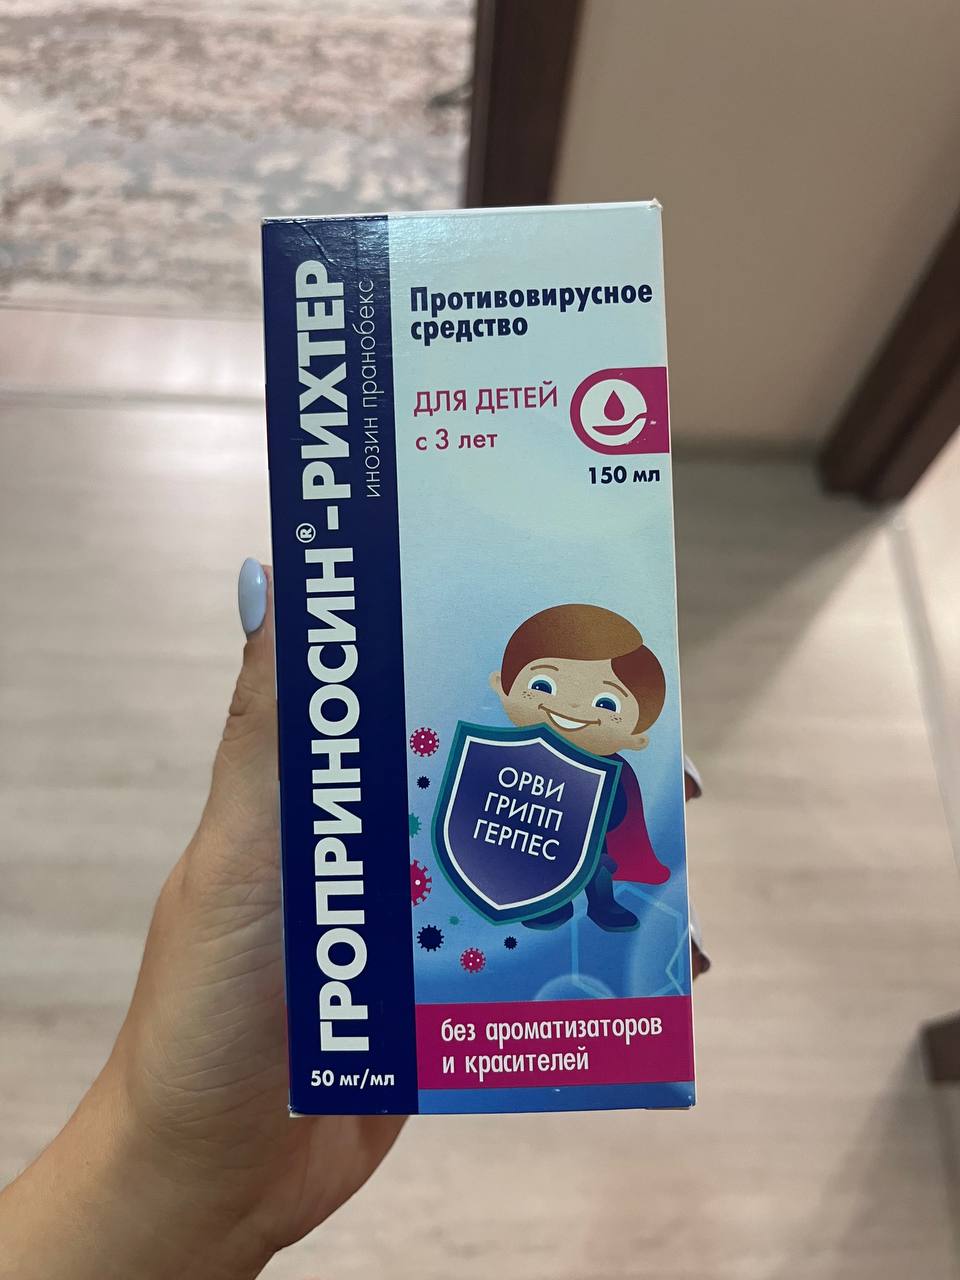 ГРОПРИНОСИН®-РИХТЕР
инозин пранобекс
50 мг/мл
Противовирусное
средство
ДЛЯ ДЕТЕЙ
с 3 лет
150 мл
ОРВИ
ГРИПП
ГЕРПЕС
без ароматизаторов
и красителей